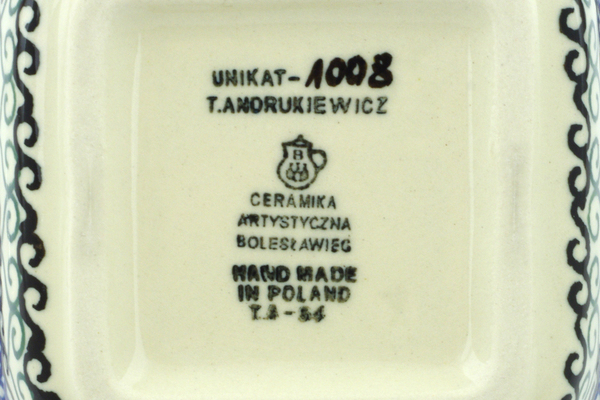 UNIKAT-1008
T.ANDRUKIEWICZ
B
CERAMIKA
ARTYSTYCZNA
BOLESŁAWIEC
HAND MADE
IN POLAND